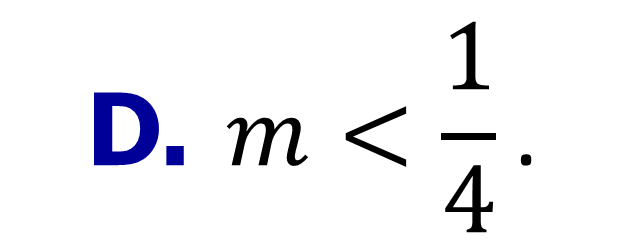 D. m < 1/4.